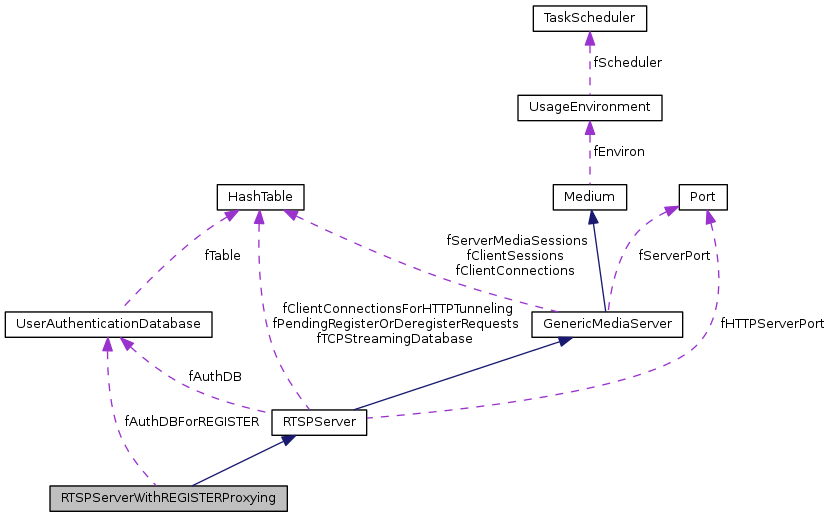 TaskScheduler
fScheduler
UsageEnvironment
fEnviron
HashTable
Medium
Port
fServerMediaSessions
fClientSessions
fClientConnections
fTable
fServerPort
fClientConnectionsForHTTPTunneling
fPendingRegisterOrDeregisterRequests
fTCPStreamingDatabase
UserAuthenticationDatabase
GenericMediaServer
fHTTPServerPort
fAuthDB
fAuthDBForREGISTER
RTSPServer
RTSPServerWithREGISTERProxying